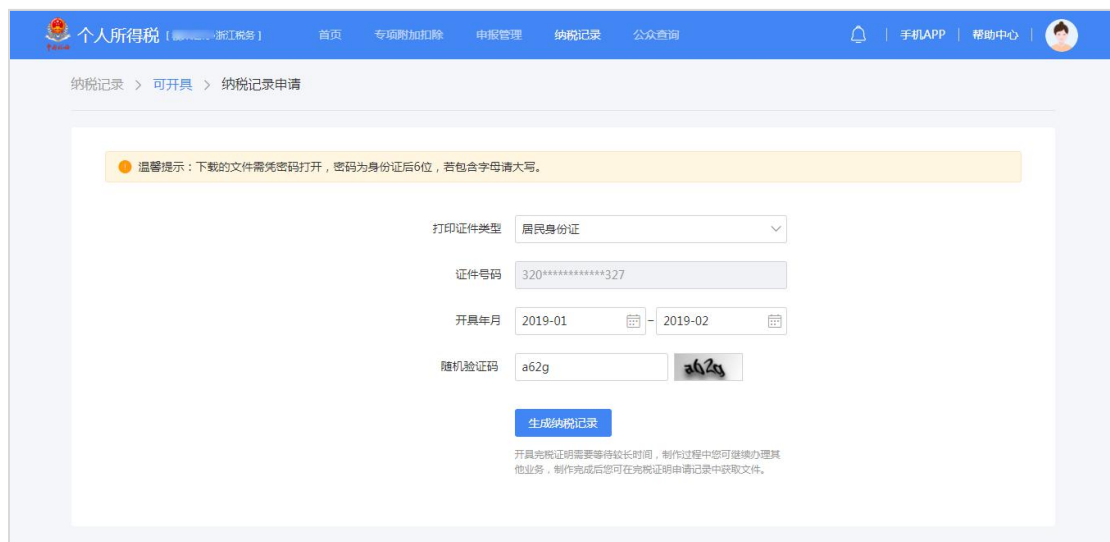 个人所得税 [ 浙江税务 ] 首页 专项附加扣除 申报管理 纳税记录 公众查询 | 手机APP | 帮助中心 |
纳税记录 > 可开具 > 纳税记录申请
温馨提示：下载的文件需凭密码打开，密码为身份证后6位，若包含字母请大写。
打印证件类型 居民身份证
证件号码 320************327
开具年月 2019-01 - 2019-02
随机验证码 a62g a62g
生成纳税记录
开具完税证明需要等待较长时间，制作过程中您可继续办理其
他业务，制作完成后您可在完税证明申请记录中获取文件。